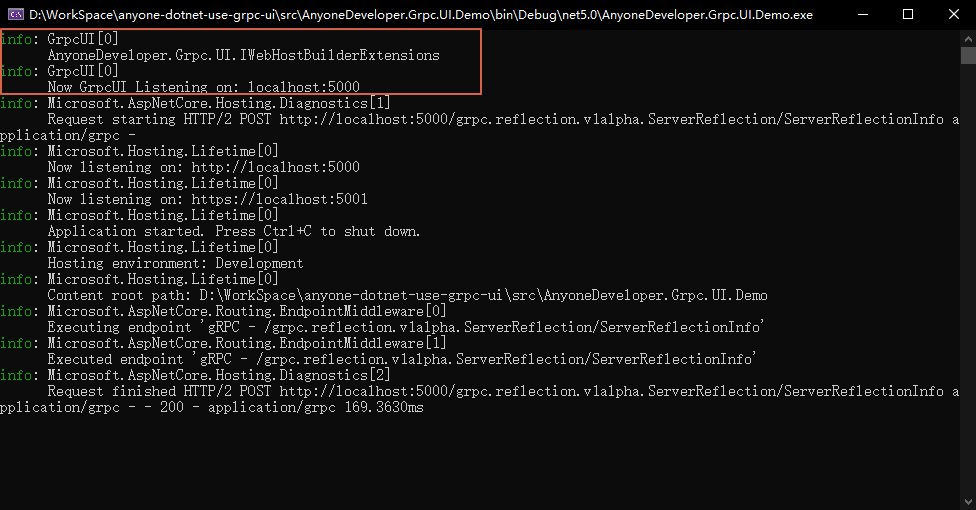 D:\WorkSpace\anyone-dotnet-use-grpc-ui\src\AnyoneDeveloper.Grpc.UI.Demo\bin\Debug\net5.0\AnyoneDeveloper.Grpc.UI.Demo.exe
info: GrpcUI[0]
AnyoneDeveloper.Grpc.UI.IWebHostBuilderExtensions
info: GrpcUI[0]
Now GrpcUI Listening on: localhost:5000
info: Microsoft.AspNetCore.Hosting.Diagnostics[1]
Request starting HTTP/2 POST http://localhost:5000/grpc.reflection.v1alpha.ServerReflection/ServerReflectionInfo a
pplication/grpc -
info: Microsoft.Hosting.Lifetime[0]
Now listening on: http://localhost:5000
info: Microsoft.Hosting.Lifetime[0]
Now listening on: https://localhost:5001
info: Microsoft.Hosting.Lifetime[0]
Application started. Press Ctrl+C to shut down.
info: Microsoft.Hosting.Lifetime[0]
Hosting environment: Development
info: Microsoft.Hosting.Lifetime[0]
Content root path: D:\WorkSpace\anyone-dotnet-use-grpc-ui\src\AnyoneDeveloper.Grpc.UI.Demo
info: Microsoft.AspNetCore.Routing.EndpointMiddleware[0]
Executing endpoint 'gRPC - /grpc.reflection.v1alpha.ServerReflection/ServerReflectionInfo'
info: Microsoft.AspNetCore.Routing.EndpointMiddleware[1]
Executed endpoint 'gRPC - /grpc.reflection.v1alpha.ServerReflection/ServerReflectionInfo'
info: Microsoft.AspNetCore.Hosting.Diagnostics[2]
Request finished HTTP/2 POST http://localhost:5000/grpc.reflection.v1alpha.ServerReflection/ServerReflectionInfo a
pplication/grpc - - 200 - application/grpc 169.3630ms